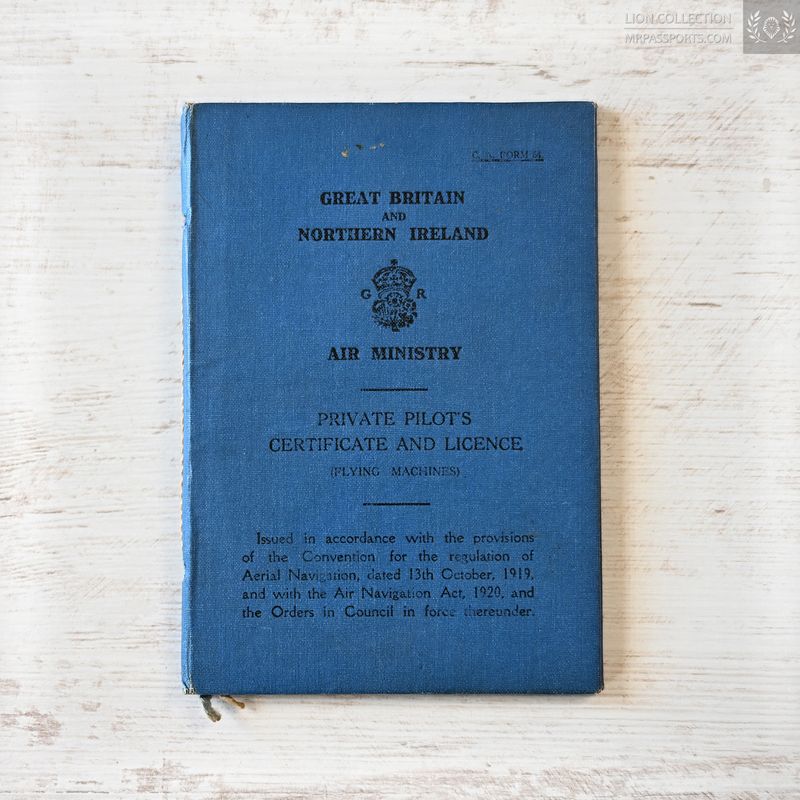 LION COLLECTION
MRPASSPORTS.COM
FORM 61.
GREAT BRITAIN
AND
NORTHERN IRELAND
G R
AIR MINISTRY
PRIVATE PILOT'S
CERTIFICATE AND LICENCE
(FLYING MACHINES)
Issued in accordance with the provisions
of the Convention for the regulation of
Aerial Navigation, dated 13th October, 1919,
and with the Air Navigation Act, 1920, and
the Orders in Council in force thereunder.